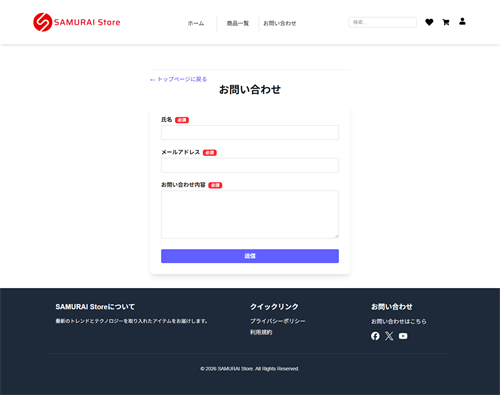 SAMURAI Store
ホーム
商品一覧
お問い合わせ
検索...
← トップページに戻る
お問い合わせ
氏名 必須
メールアドレス 必須
お問い合わせ内容 必須
送信
SAMURAI Storeについて
最新のトレンドとテクノロジーを取り入れたアイテムをお届けします。
クイックリンク
プライバシーポリシー
利用規約
お問い合わせ
お問い合わせはこちら
© 2026 SAMURAI Store. All Rights Reserved.